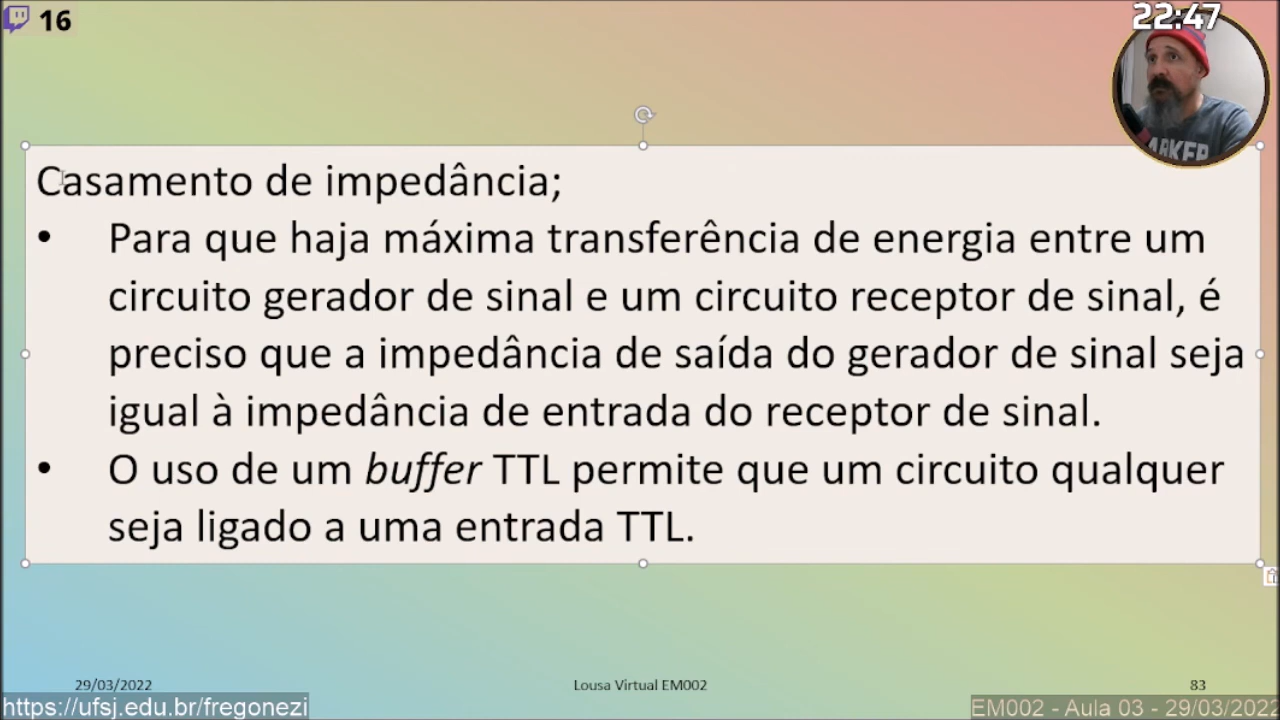 16
22:47
ARKER
Casamento de impedância;
• Para que haja máxima transferência de energia entre um
circuito gerador de sinal e um circuito receptor de sinal, é
preciso que a impedância de saída do gerador de sinal seja
igual à impedância de entrada do receptor de sinal.
• O uso de um buffer TTL permite que um circuito qualquer
seja ligado a uma entrada TTL.
29/03/2022
Lousa Virtual EM002
83
https://ufsj.edu.br/fregonezi
EM002 - Aula 03 - 29/03/2022